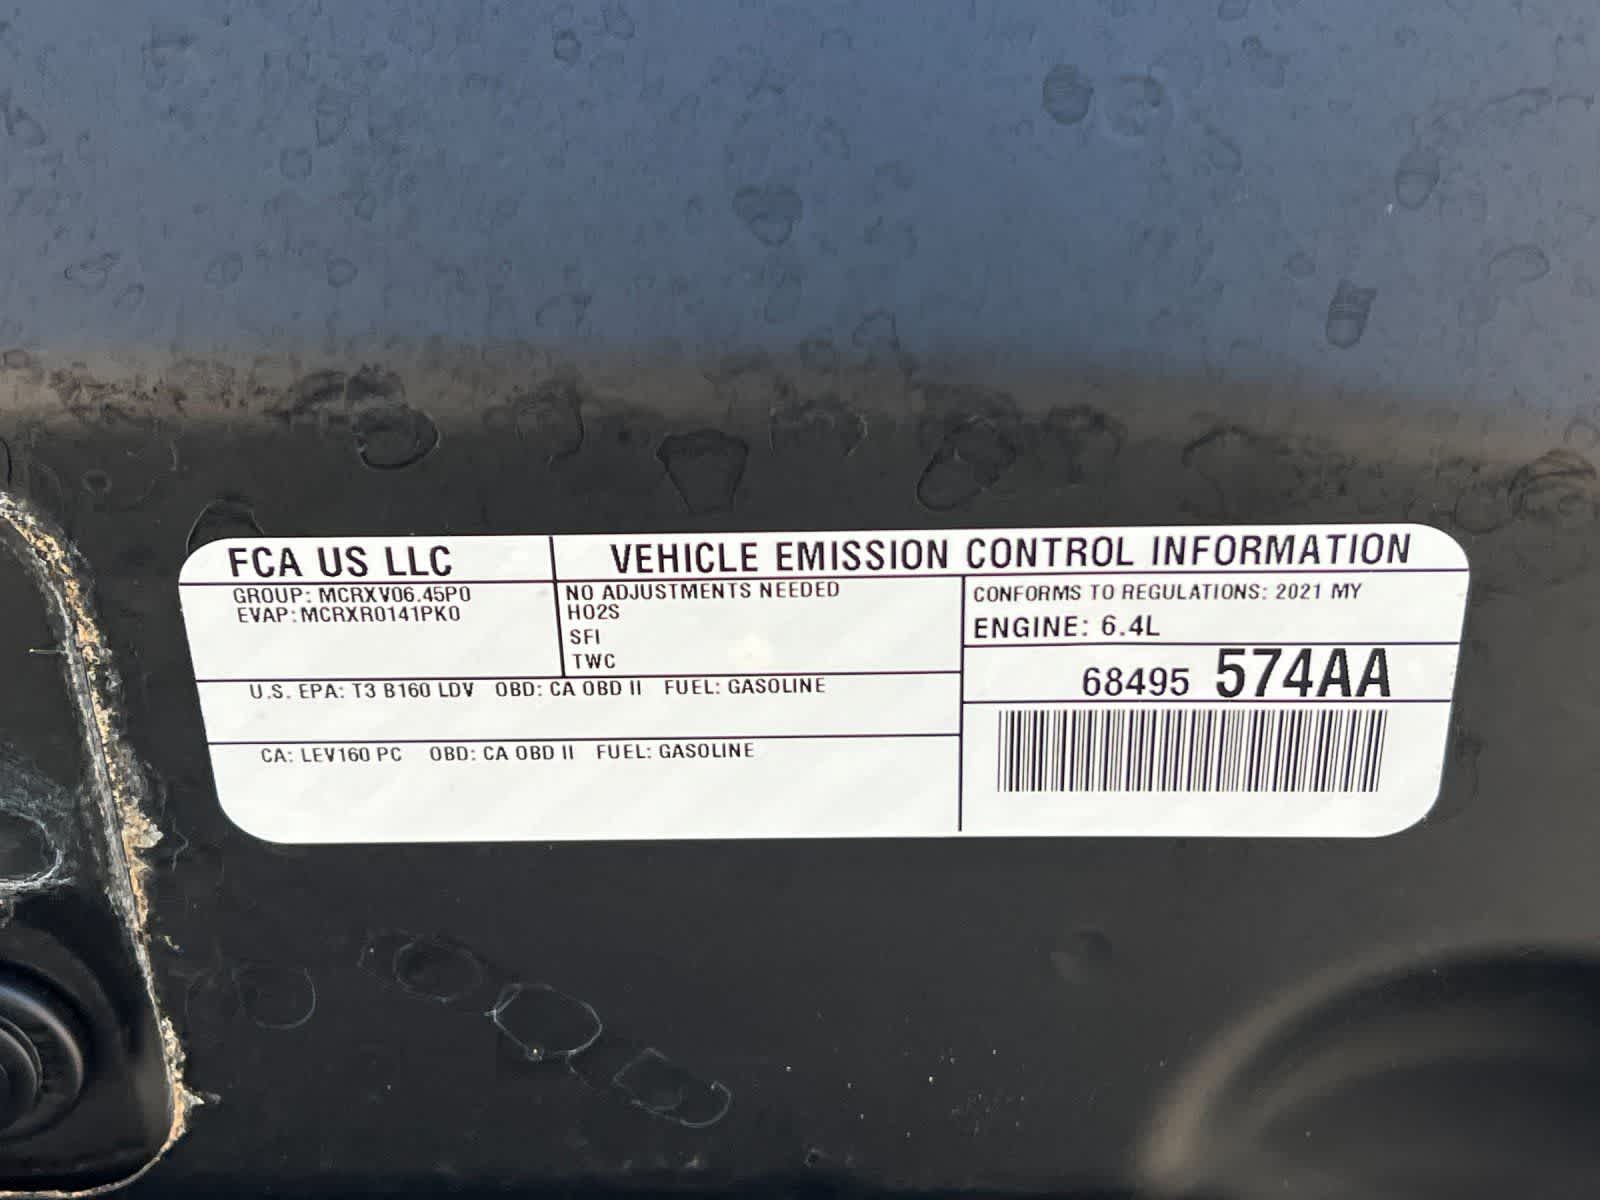 FCA US LLC
VEHICLE EMISSION CONTROL INFORMATION
GROUP: MCRXV06.45P0
EVAP: MCRXR0141PK0
NO ADJUSTMENTS NEEDED
HO2S
SFI
TWC
CONFORMS TO REGULATIONS: 2021 MY
ENGINE: 6.4L
68495 574AA
U.S. EPA: T3 B160 LDV OBD: CA OBD II FUEL: GASOLINE
CA: LEV160 PC OBD: CA OBD II FUEL: GASOLINE